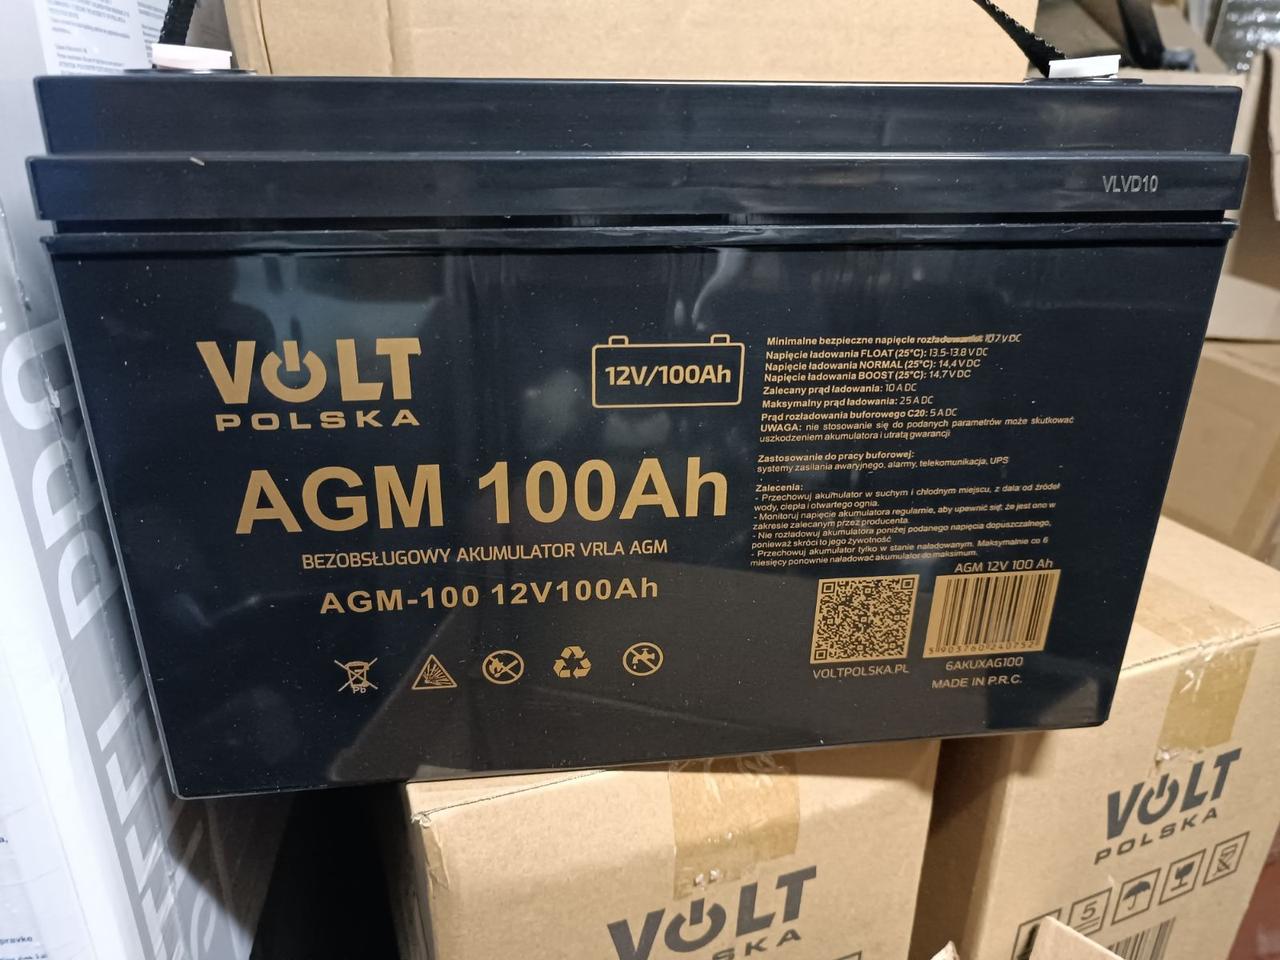 VLVD10
VOLT
POLSKA
12V/100Ah
AGM 100Ah
BEZOBSŁUGOWY AKUMULATOR VRLA AGM
AGM-100 12V100Ah
Pb
Minimalne bezpieczne napięcie rozładowania: 10,7 V DC
Napięcie ładowania FLOAT (25°C): 13.5-13.8 V DC
Napięcie ładowania NORMAL (25°C): 14,4 V DC
Napięcie ładowania BOOST (25°C): 14,7V DC
Zalecany prąd ładowania: 10 A DC
Maksymalny prąd ładowania: 25 A DC
Prąd rozładowania buforowego C20: 5 A DC
UWAGA: nie stosowanie się do podanych parametrów może skutkować
uszkodzeniem akumulatora i utratą gwarancji
Zastosowanie do pracy buforowej:
systemy zasilania awaryjnego, alarmy, telekomunikacja, UPS
Zalecenia:
- Przechowuj akumulator w suchym i chłodnym miejscu, z dala od źródeł
wody, ciepła i otwartego ognia.
- Monitoruj napięcie akumulatora regularnie, aby upewnić się, że jest ono w
zakresie zalecanym przez producenta.
- Nie rozładowuj akumulatora poniżej podanego napięcia dopuszczalnego,
ponieważ skróci to jego żywotność
- Przechowuj akumulator tylko w stanie naładowanym. Maksymalnie co 6
miesięcy ponownie naładować akumulator do maksimum.
AGM 12V 100 Ah
5 903760 240752
VOLTPOLSKA.PL
6AKUXAG100
MADE IN P.R.C.
VOLT
POLSKA
5
VOLT
POLSKA